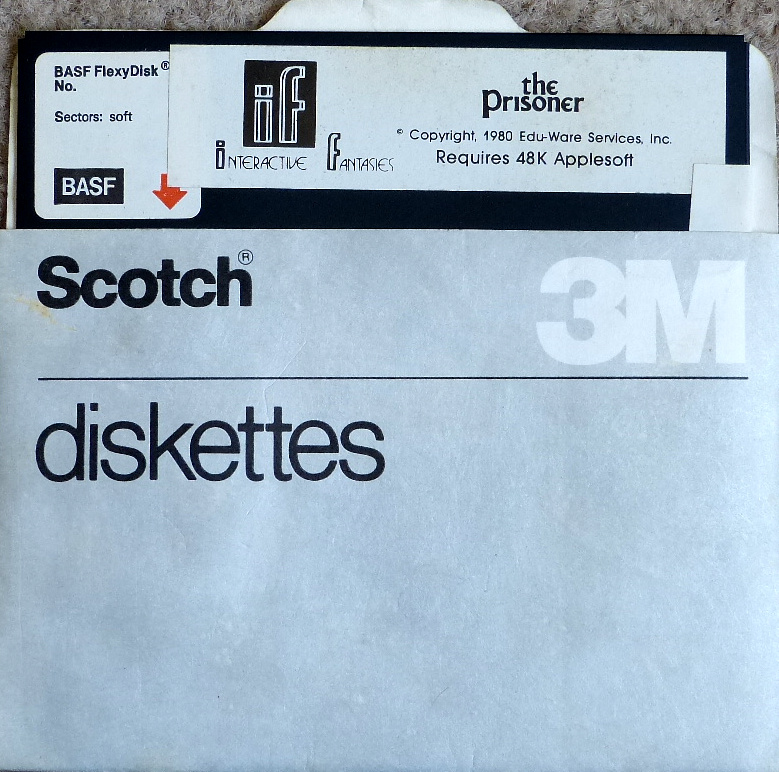 BASF FlexyDisk®
No.
Sectors: soft
BASF
if
Interactive Fantasies
the
Prisoner
© Copyright, 1980 Edu-Ware Services, Inc.
Requires 48K Applesoft
Scotch®
3M
diskettes